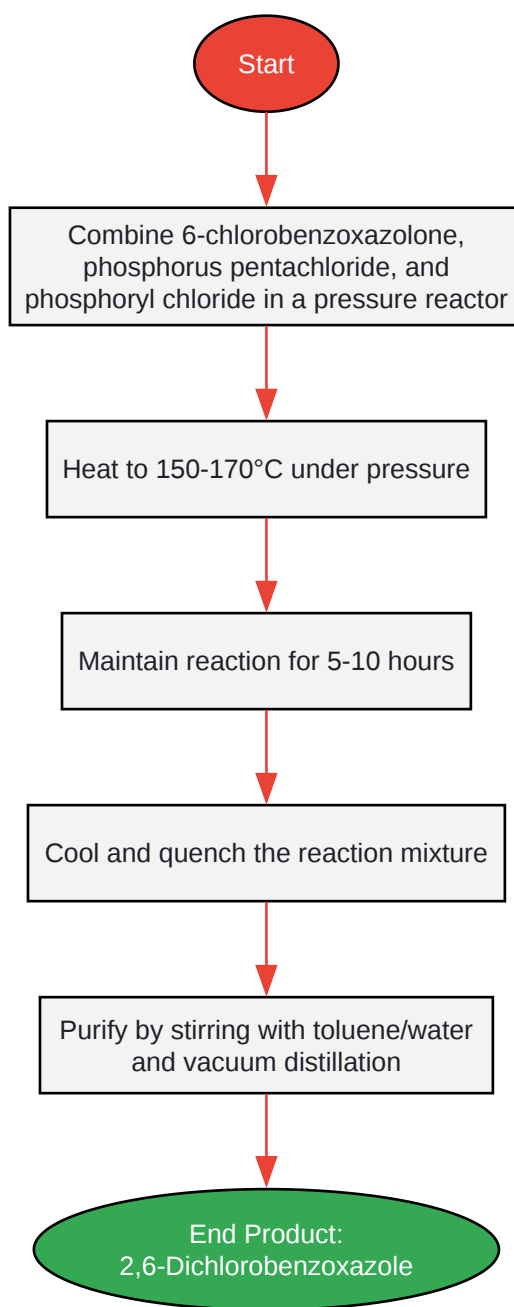 Start
Combine 6-chlorobenzoxazolone,
phosphorus pentachloride, and
phosphoryl chloride in a pressure reactor
Heat to 150-170°C under pressure
Maintain reaction for 5-10 hours
Cool and quench the reaction mixture
Purify by stirring with toluene/water
and vacuum distillation
End Product:
2,6-Dichlorobenzoxazole